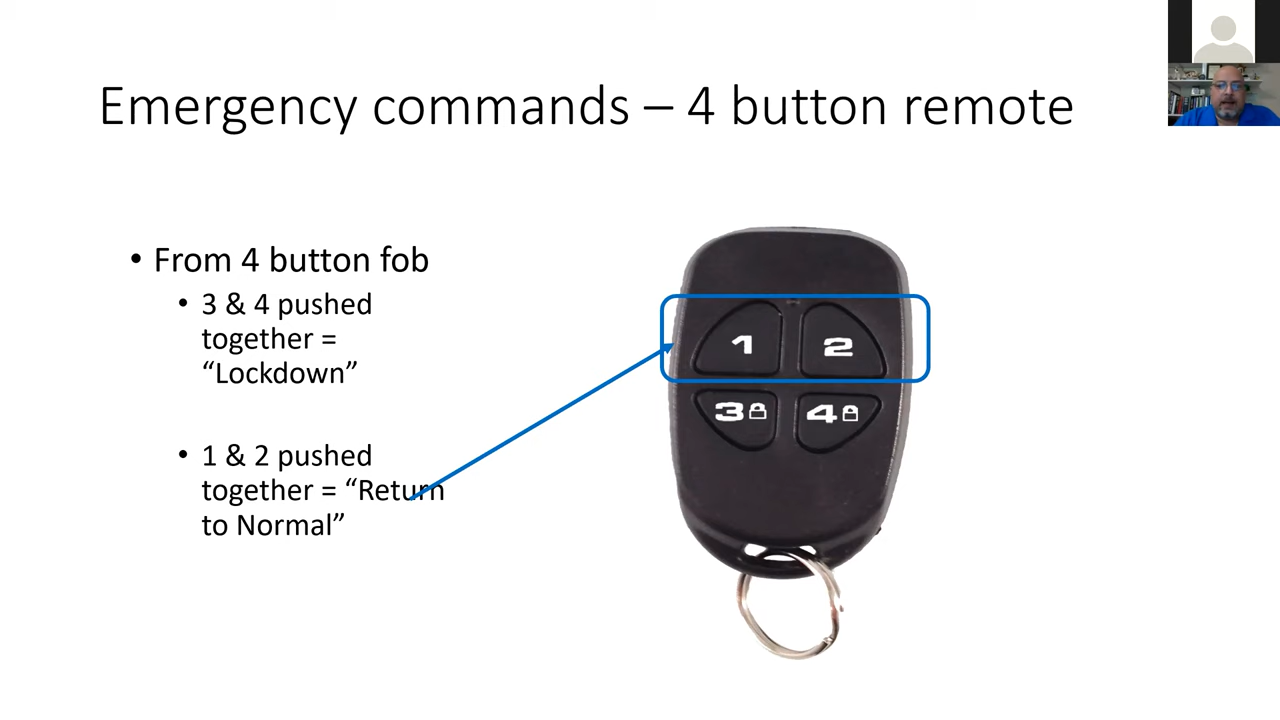 Emergency commands – 4 button remote
• From 4 button fob
• 3 & 4 pushed
together =
“Lockdown”
• 1 & 2 pushed
together = “Return
to Normal”
1 2
3 4